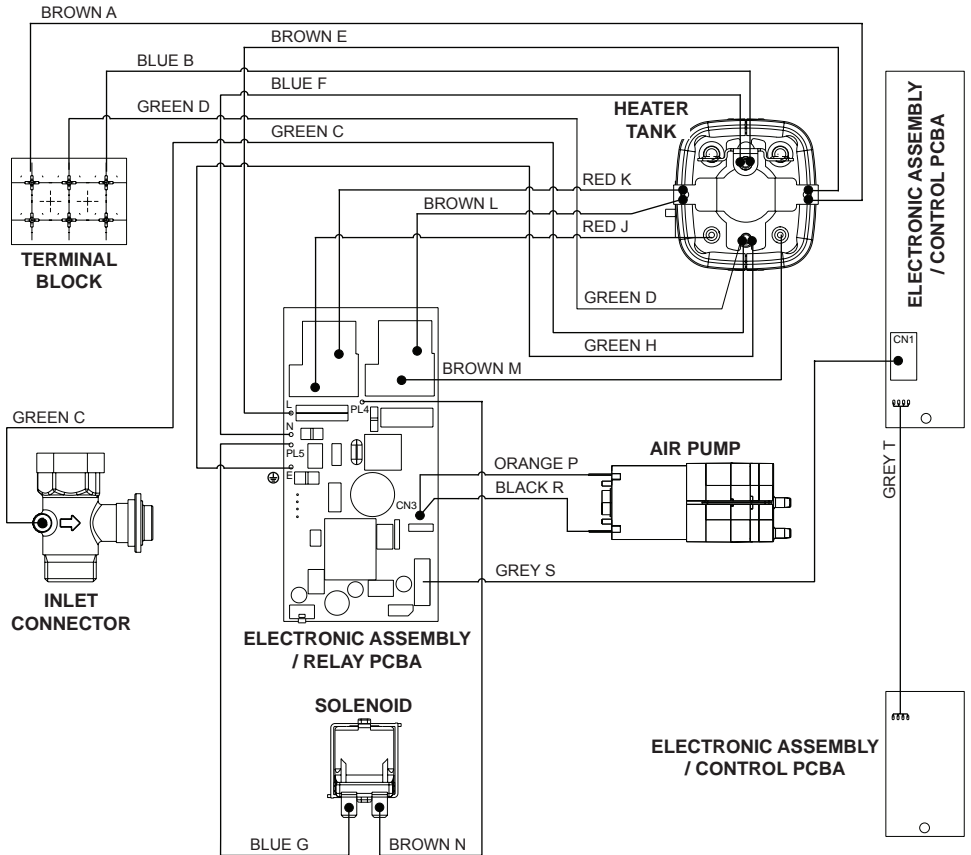 BROWN A
BROWN E
BLUE B
BLUE F
GREEN D
GREEN C
HEATER
TANK
RED K
BROWN L
RED J
TERMINAL
BLOCK
GREEN D
GREEN H
BROWN M
ELECTRONIC ASSEMBLY
/ CONTROL PCBA
CN1
GREY T
L
PL4
N
PL5
E
CN3
GREEN C
INLET
CONNECTOR
ORANGE P
BLACK R
AIR PUMP
GREY S
ELECTRONIC ASSEMBLY
/ RELAY PCBA
SOLENOID
BLUE G
BROWN N
ELECTRONIC ASSEMBLY
/ CONTROL PCBA